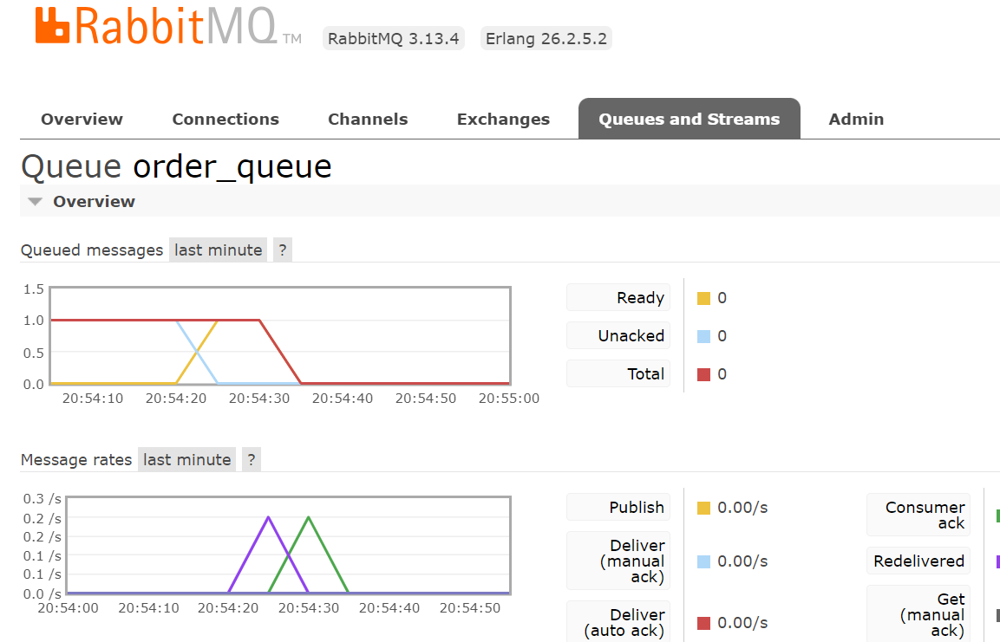 RabbitMQ TM RabbitMQ 3.13.4 Erlang 26.2.5.2
Overview Connections Channels Exchanges Queues and Streams Admin
Queue order_queue
Overview
Queued messages last minute ?
1.5
1.0
0.5
0.0
20:54:10 20:54:20 20:54:30 20:54:40 20:54:50 20:55:00
Ready 0
Unacked 0
Total 0
Message rates last minute ?
0.3 /s
0.2 /s
0.2 /s
0.1 /s
0.1 /s
0.0 /s
20:54:00 20:54:10 20:54:20 20:54:30 20:54:40 20:54:50
Publish 0.00/s
Deliver
(manual
ack) 0.00/s
Deliver
(auto ack) 0.00/s
Consumer
ack
Redelivered
Get
(manual
ack)